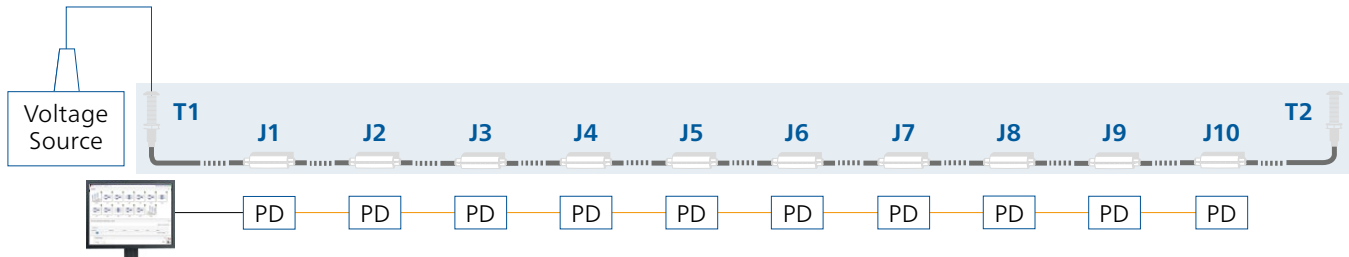 Voltage
Source
T1
T2
J1 J2 J3 J4 J5 J6 J7 J8 J9 J10
PD PD PD PD PD PD PD PD PD PD